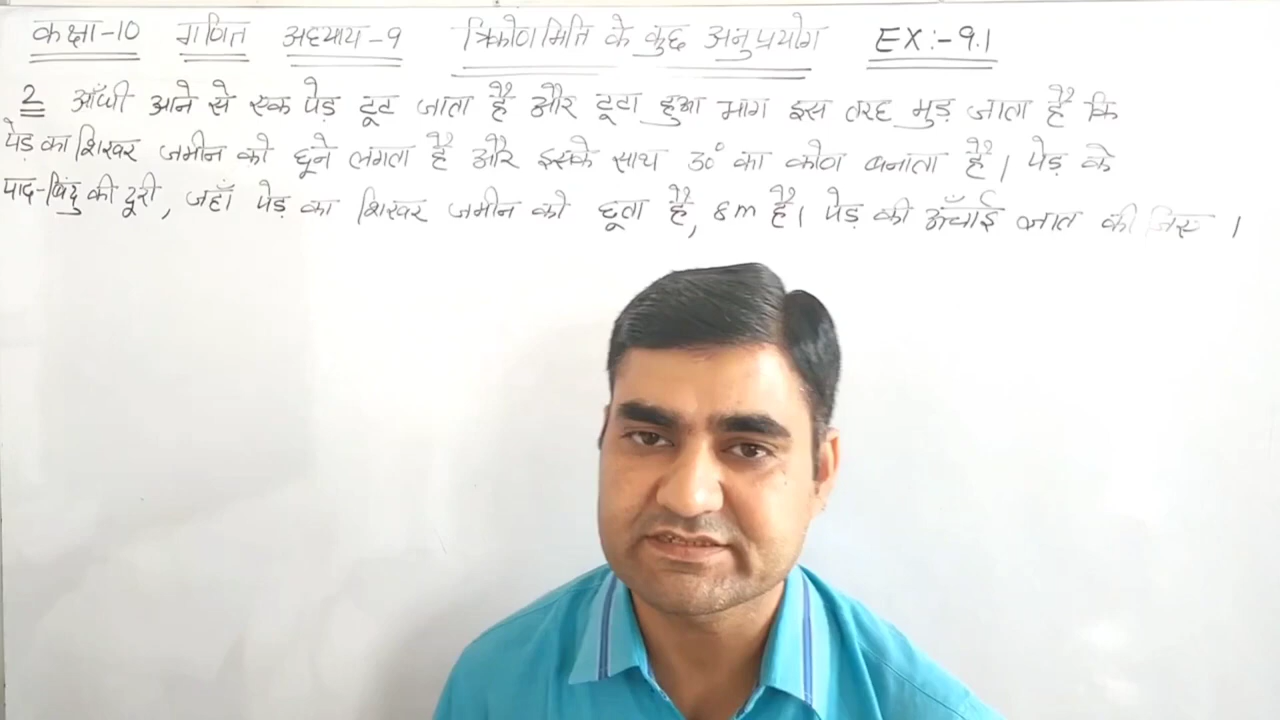 कक्षा-10 गणित अध्याय-9 त्रिकोणमिति के कुछ अनुप्रयोग EX:-9.1
2 आँधी आने से एक पेड़ टूट जाता है और टूटा हुआ भाग इस तरह मुड़ जाता है कि
पेड़ का शिखर जमीन को छूने लगता है और इसके साथ 30° का कोण बनाता है। पेड़ के
पाद-बिंदु की दूरी, जहाँ पेड़ का शिखर जमीन को छूता है, 8m है। पेड़ की ऊँचाई ज्ञात कीजिए।